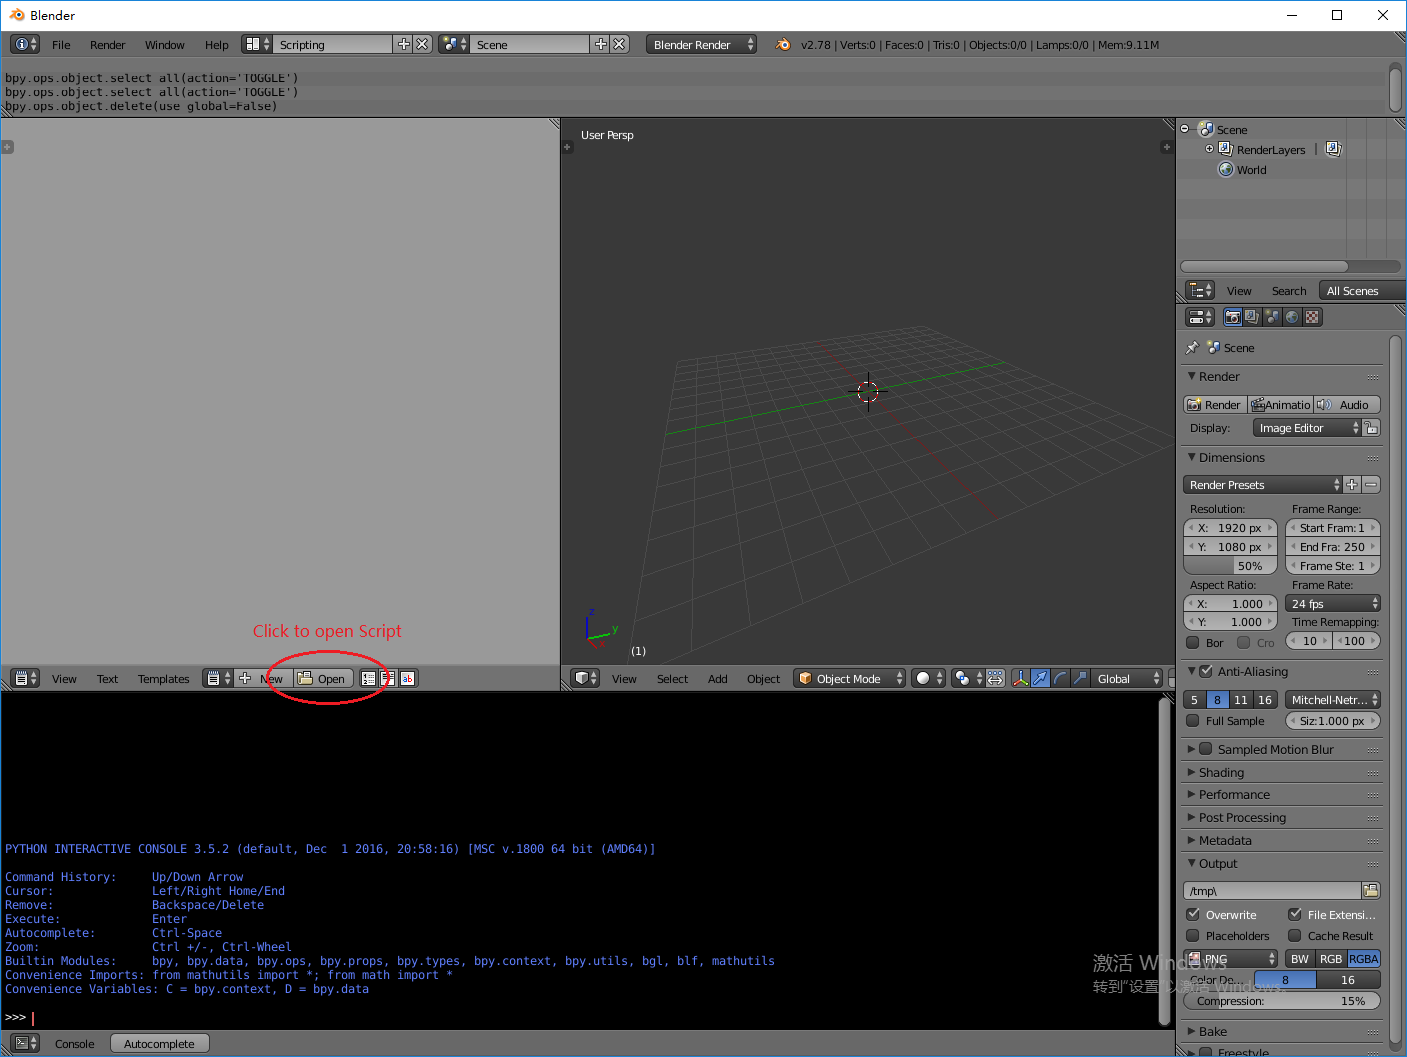 Blender
File Render Window Help Scripting Scene Blender Render v2.78 | Verts:0 | Faces:0 | Tris:0 | Objects:0/0 | Lamps:0/0 | Mem:9.11M
bpy.ops.object.select_all(action='TOGGLE')
bpy.ops.object.select_all(action='TOGGLE')
bpy.ops.object.delete(use_global=False)
User Persp
z
y
x
(1)
Click to open Script
View Text Templates New Open
View Select Add Object Object Mode Global
PYTHON INTERACTIVE CONSOLE 3.5.2 (default, Dec  1 2016, 20:58:16) [MSC v.1800 64 bit (AMD64)]
Command History: Up/Down Arrow
Cursor: Left/Right Home/End
Remove: Backspace/Delete
Execute: Enter
Autocomplete: Ctrl-Space
Zoom: Ctrl +/-, Ctrl-Wheel
Builtin Modules: bpy, bpy.data, bpy.ops, bpy.props, bpy.types, bpy.context, bpy.utils, bgl, blf, mathutils
Convenience Imports: from mathutils import *; from math import *
Convenience Variables: C = bpy.context, D = bpy.data
>>>
Console Autocomplete
Scene
RenderLayers |
World
View Search All Scenes
Scene
Render
Render Animatio Audio
Display: Image Editor
Dimensions
Render Presets
Resolution: Frame Range:
X: 1920 px Start Fram: 1
Y: 1080 px End Fra: 250
50% Frame Ste: 1
Aspect Ratio: Frame Rate:
X: 1.000 24 fps
Y: 1.000 Time Remapping:
Bor Cro 10 100
Anti-Aliasing
5 8 11 16 Mitchell-Netr...
Full Sample Siz:1.000 px
Sampled Motion Blur
Shading
Performance
Post Processing
Metadata
Output
/tmp\
Overwrite File Extensi...
Placeholders Cache Result
PNG BW RGB RGBA
Color De... 8 16
Compression: 15%
Bake
Freestyle
激活 Windows
转到"设置"以激活 Windows。